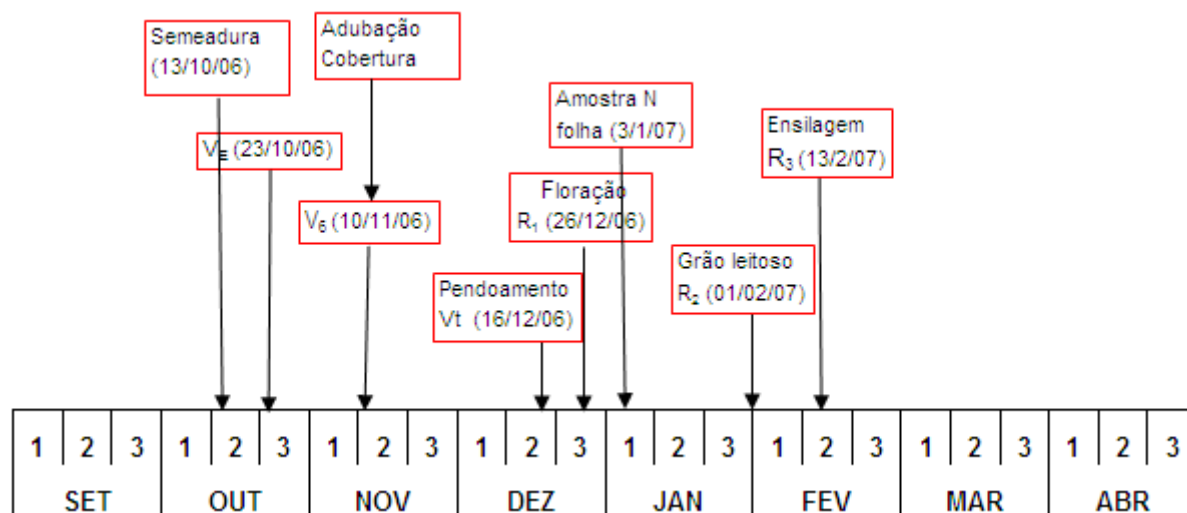 Semeadura
(13/10/06)
Adubação
Cobertura
VE (23/10/06)
V6 (10/11/06)
Pendoamento
Vt (16/12/06)
Floração
R1 (26/12/06)
Amostra N
folha (3/1/07)
Grão leitoso
R2 (01/02/07)
Ensilagem
R3 (13/2/07)
1 2 3 1 2 3 1 2 3 1 2 3 1 2 3 1 2 3 1 2 3 1 2 3
SET OUT NOV DEZ JAN FEV MAR ABR